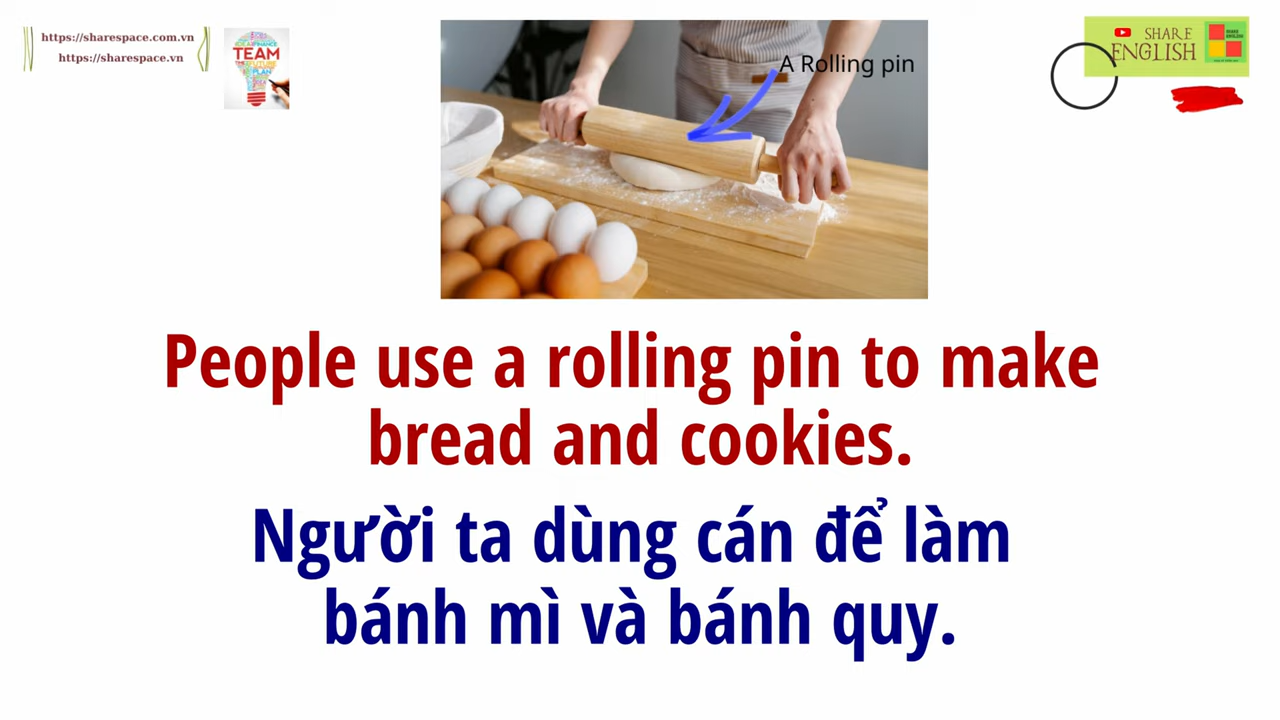 https://sharespace.com.vn
https://sharespace.vn
TEAM
PLAN
A Rolling pin
SHARE
ENGLISH
People use a rolling pin to make
bread and cookies.
Người ta dùng cán để làm
bánh mì và bánh quy.